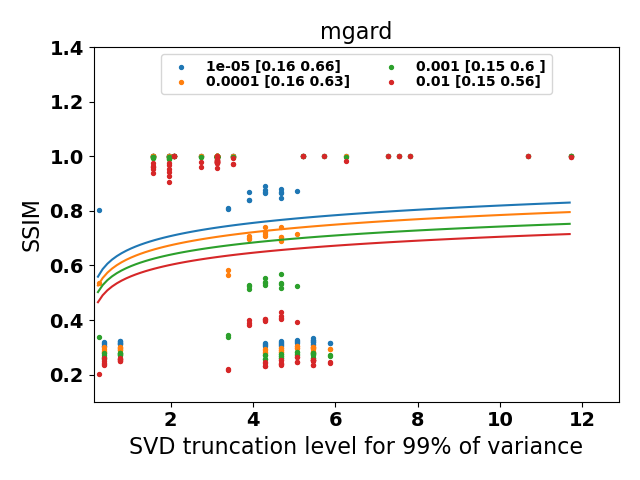 mgard
1e-05 [0.16 0.66]
0.0001 [0.16 0.63]
0.001 [0.15 0.6 ]
0.01 [0.15 0.56]
1.4
1.2
1.0
0.8
0.6
0.4
0.2
SSIM
2 4 6 8 10 12
SVD truncation level for 99% of variance